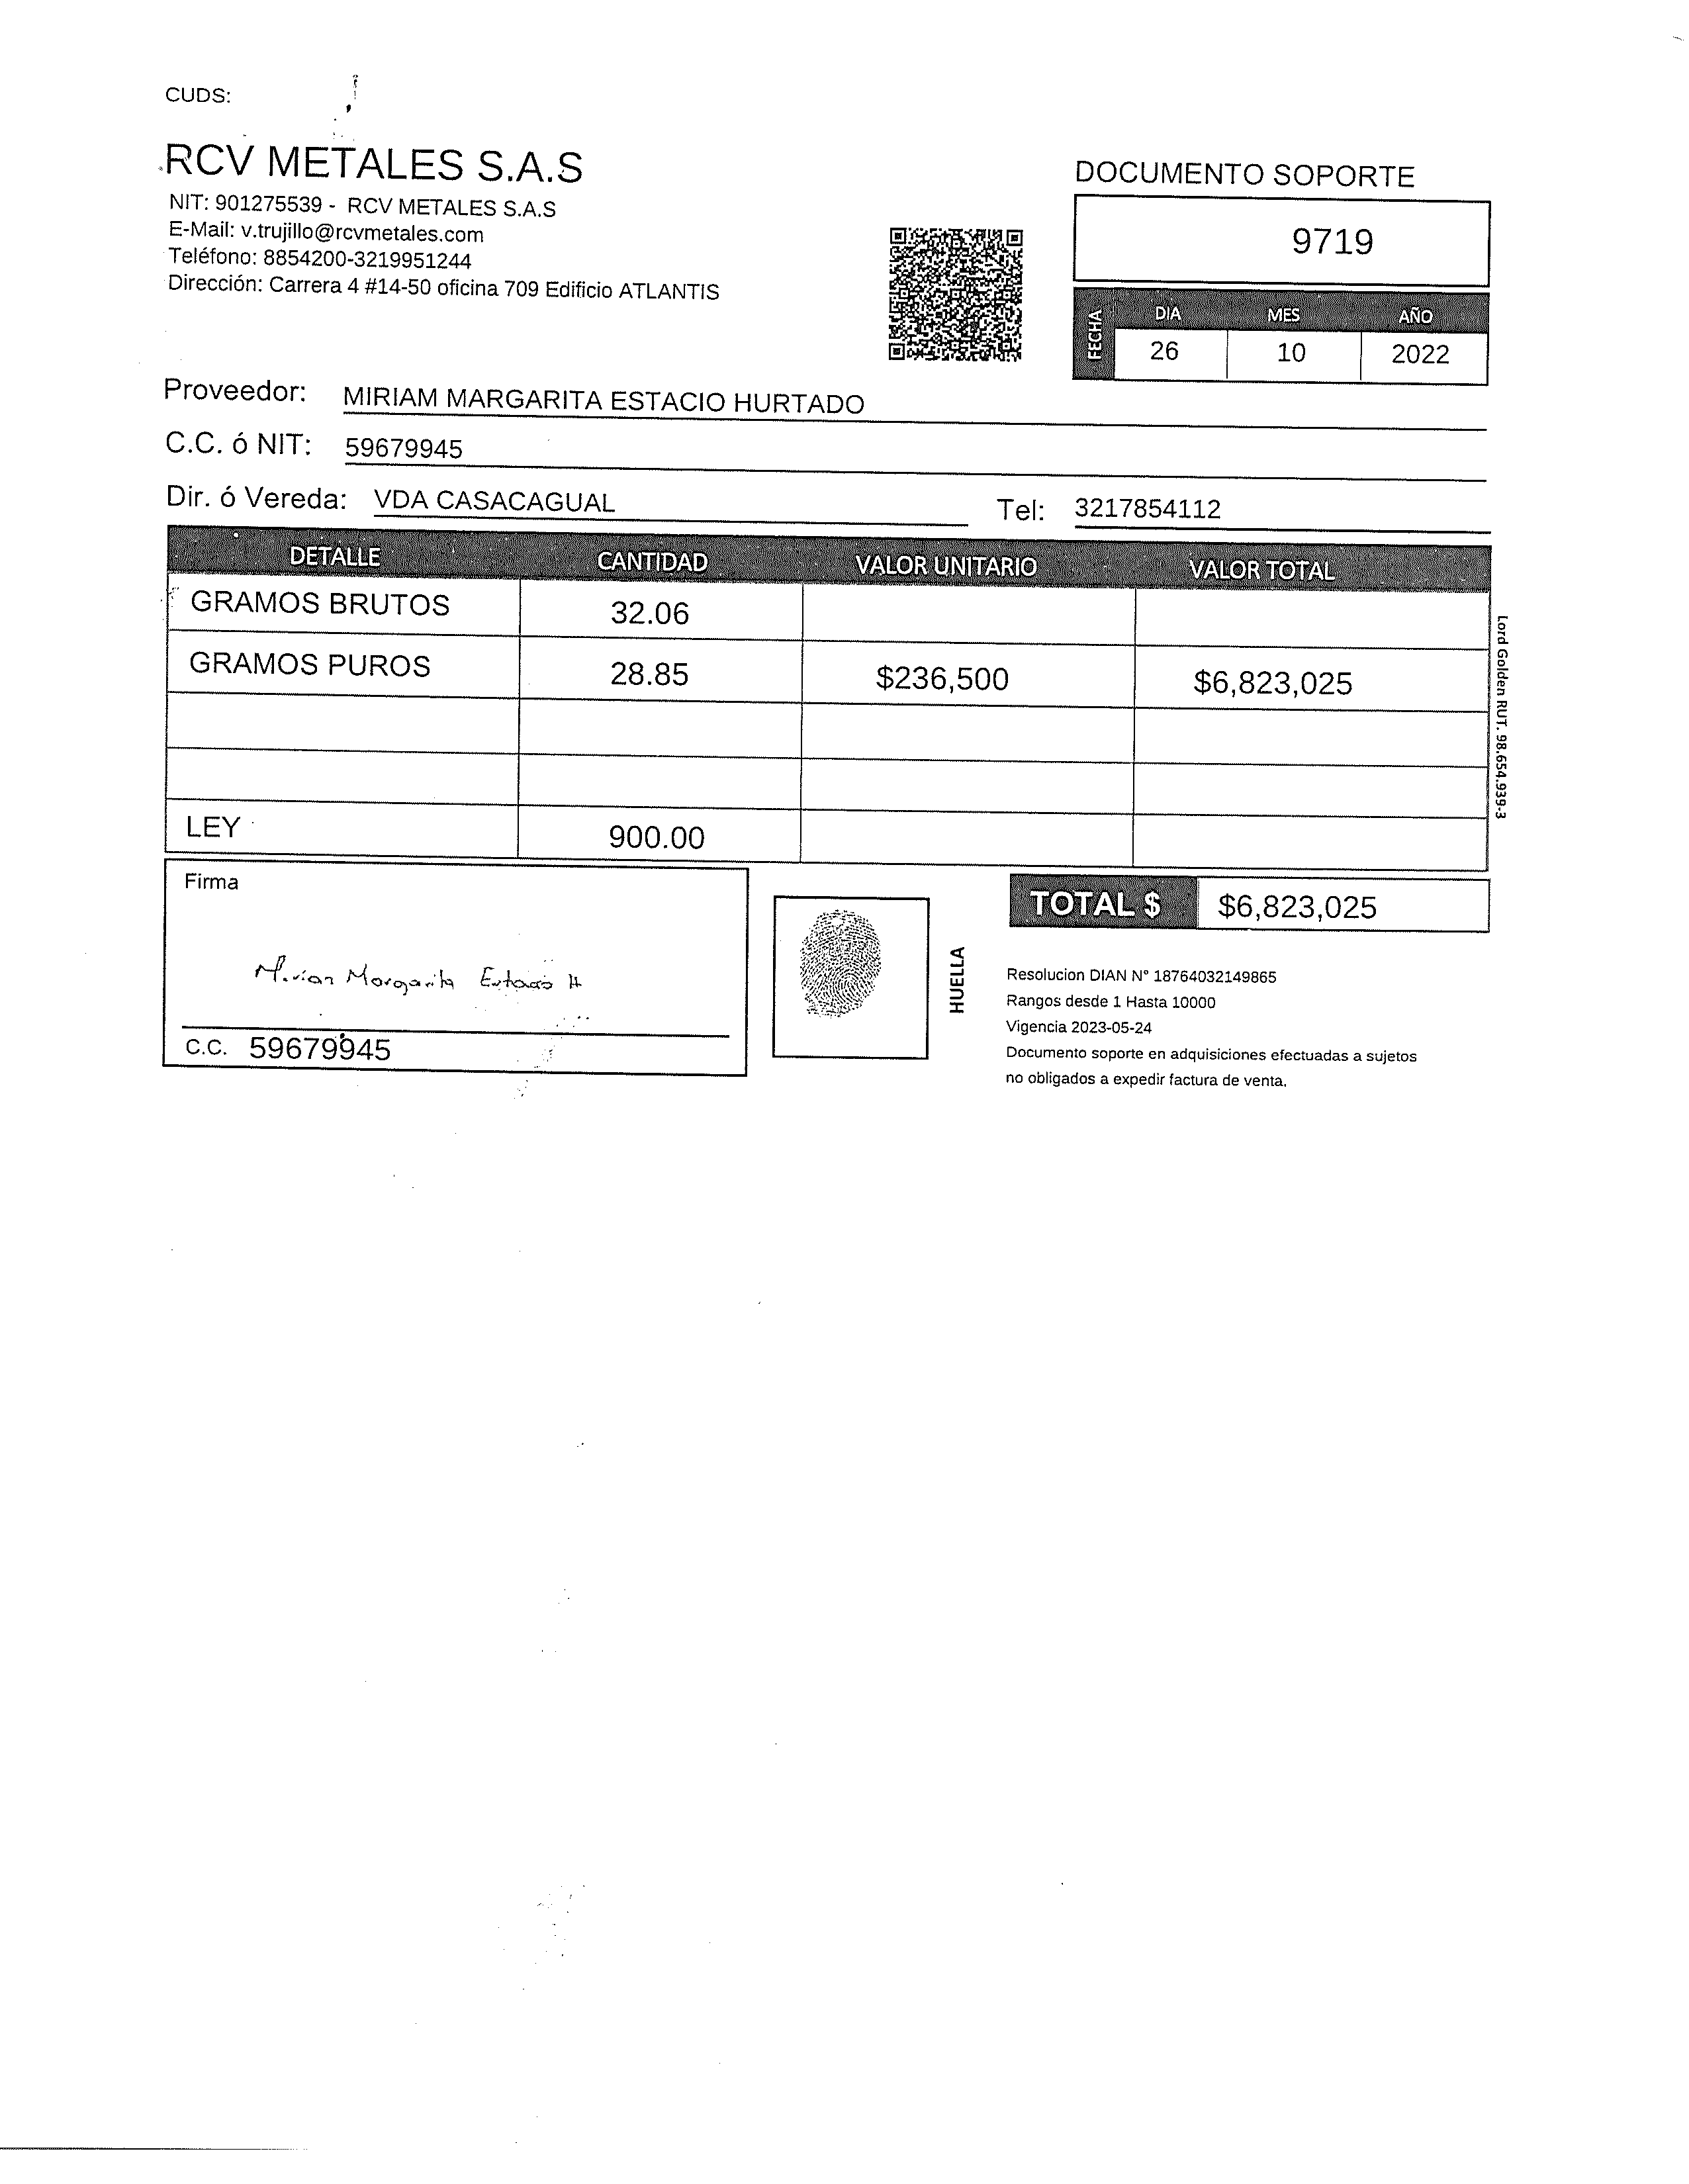 CUDS:
RCV METALES S.A.S
NIT: 901275539 - RCV METALES S.A.S
E-Mail: v.trujillo@rcvmetales.com
Teléfono: 8854200-3219951244
Dirección: Carrera 4 #14-50 oficina 709 Edificio ATLANTIS
DOCUMENTO SOPORTE
9719
FECHA
DIA MES AÑO
26 10 2022
Proveedor: MIRIAM MARGARITA ESTACIO HURTADO
C.C. ó NIT: 59679945
Dir. ó Vereda: VDA CASACAGUAL Tel: 3217854112
DETALLE CANTIDAD VALOR UNITARIO VALOR TOTAL
GRAMOS BRUTOS 32.06
GRAMOS PUROS 28.85 $236,500 $6,823,025
LEY 900.00
Lord Golden RUT. 98.654.939-3
Firma
Mirian Margarita Estacio H
C.C. 59679945
HUELLA
TOTAL $ $6,823,025
Resolucion DIAN N° 18764032149865
Rangos desde 1 Hasta 10000
Vigencia 2023-05-24
Documento soporte en adquisiciones efectuadas a sujetos
no obligados a expedir factura de venta.